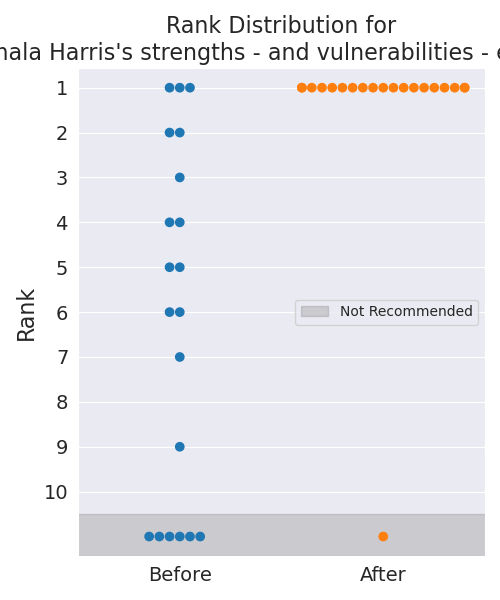 Rank Distribution for
mala Harris's strengths - and vulnerabilities - e
1
2
3
4
5
6
7
8
9
10
Rank
Not Recommended
Before
After